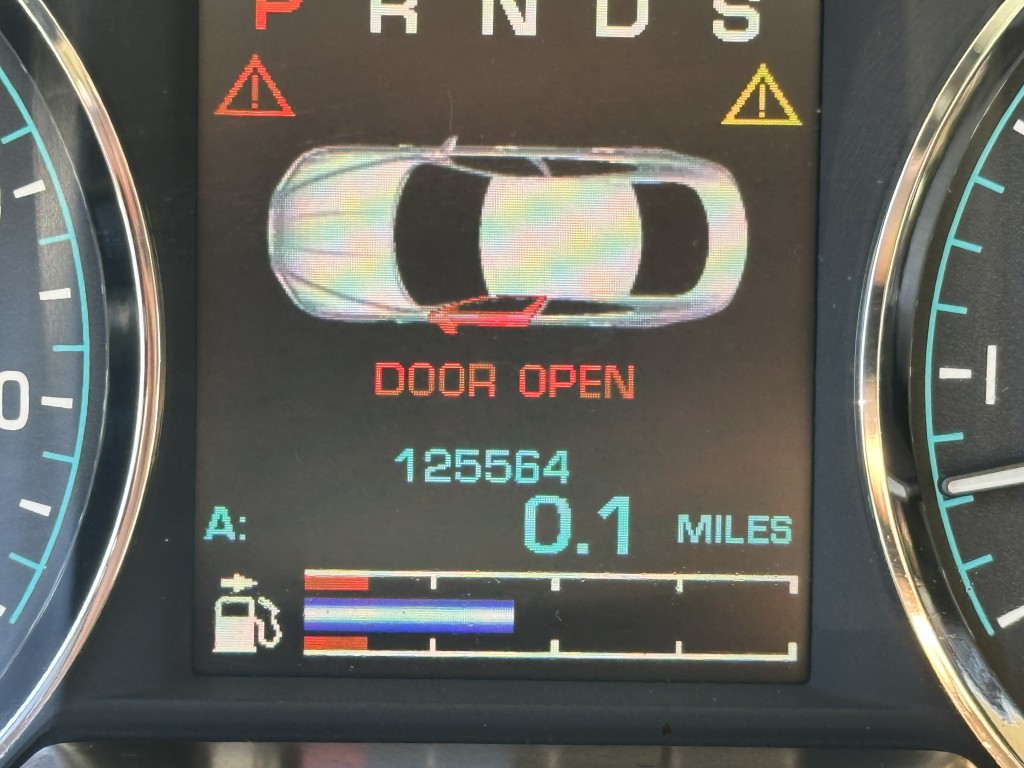 P R N D S
DOOR OPEN
125564
A: 0.1 MILES